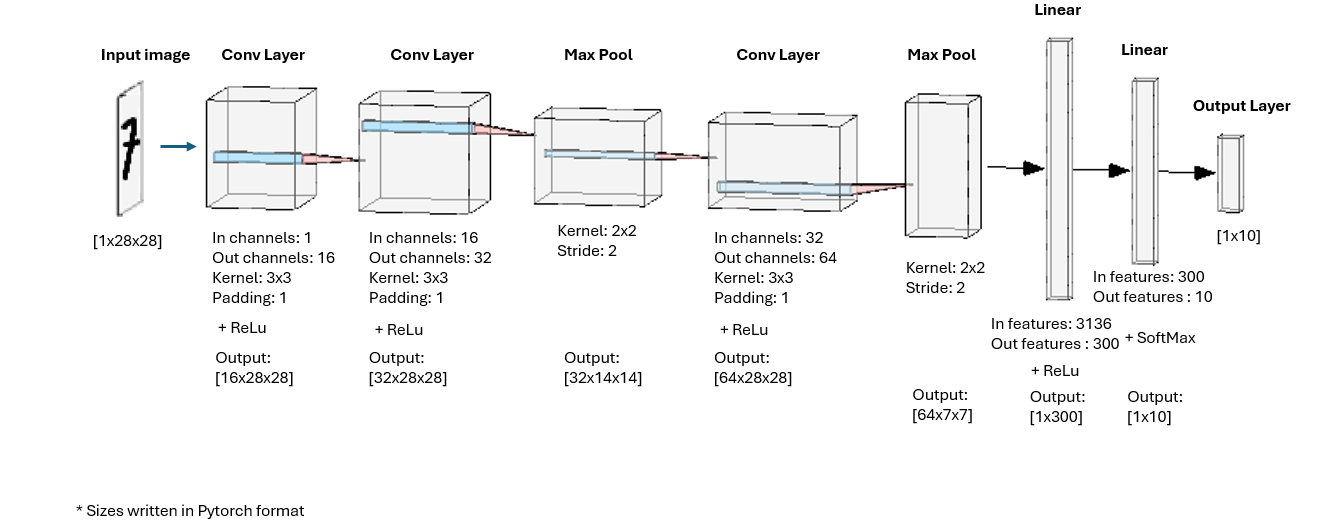 Input image
7
[1x28x28]
Conv Layer
In channels: 1
Out channels: 16
Kernel: 3x3
Padding: 1
+ ReLu
Output:
[16x28x28]
Conv Layer
In channels: 16
Out channels: 32
Kernel: 3x3
Padding: 1
+ ReLu
Output:
[32x28x28]
Max Pool
Kernel: 2x2
Stride: 2
Output:
[32x14x14]
Conv Layer
In channels: 32
Out channels: 64
Kernel: 3x3
Padding: 1
+ ReLu
Output:
[64x28x28]
Max Pool
Kernel: 2x2
Stride: 2
Output:
[64x7x7]
Linear
In features: 3136
Out features : 300
+ ReLu
Output:
[1x300]
Linear
In features: 300
Out features : 10
+ SoftMax
Output:
[1x10]
Output Layer
[1x10]
* Sizes written in Pytorch format